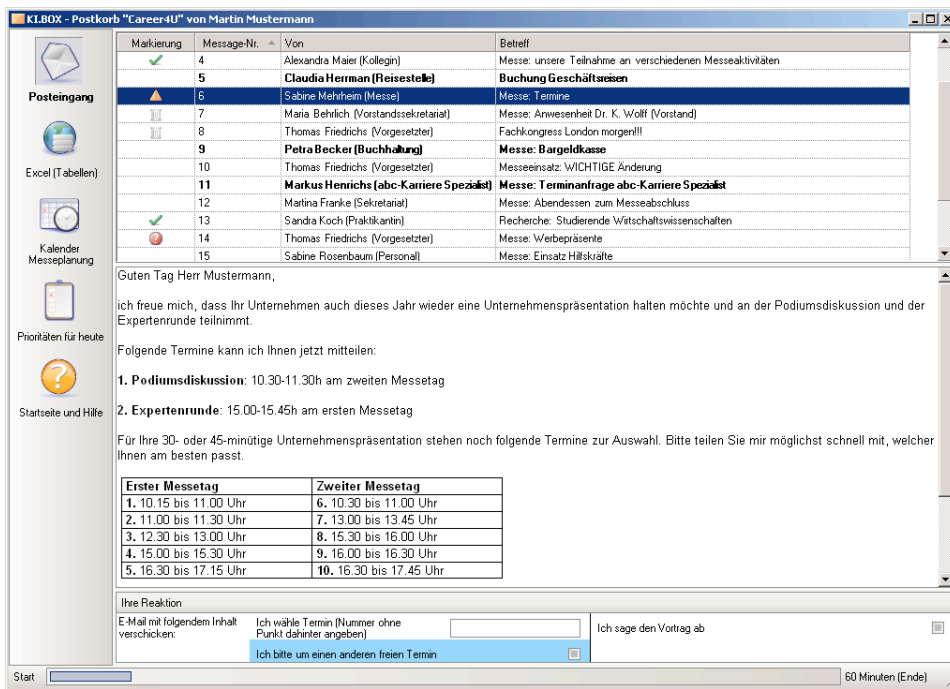 KI.BOX - Postkorb "Career4U" von Martin Mustermann
Posteingang
Excel (Tabellen)
Kalender
Messeplanung
Prioritäten für heute
Startseite und Hilfe
Markierung Message-Nr. Von Betreff
4 Alexandra Maier (Kollegin) Messe: unsere Teilnahme an verschiedenen Messeaktivitäten
5 Claudia Herrman (Reisestelle) Buchung Geschäftsreisen
6 Sabine Mehrheim (Messe) Messe: Termine
7 Maria Behrlich (Vorstandssekretariat) Messe: Anwesenheit Dr. K. Wolff (Vorstand)
8 Thomas Friedrichs (Vorgesetzter) Fachkongress London morgen!!!
9 Petra Becker (Buchhaltung) Messe: Bargeldkasse
10 Thomas Friedrichs (Vorgesetzter) Messeeinsatz: WICHTIGE Änderung
11 Markus Henrichs (abc-Karriere Spezialist) Messe: Terminanfrage abc-Karriere Spezialist
12 Martina Franke (Sekretariat) Messe: Abendessen zum Messeabschluss
13 Sandra Koch (Praktikantin) Recherche: Studierende Wirtschaftswissenschaften
14 Thomas Friedrichs (Vorgesetzter) Messe: Werbepräsente
15 Sabine Rosenbaum (Personal) Messe: Einsatz Hilfskräfte
Guten Tag Herr Mustermann,
ich freue mich, dass Ihr Unternehmen auch dieses Jahr wieder eine Unternehmenspräsentation halten möchte und an der Podiumsdiskussion und der
Expertenrunde teilnimmt.
Folgende Termine kann ich Ihnen jetzt mitteilen:
1. Podiumsdiskussion: 10.30-11.30h am zweiten Messetag
2. Expertenrunde: 15.00-15.45h am ersten Messetag
Für Ihre 30- oder 45-minütige Unternehmenspräsentation stehen noch folgende Termine zur Auswahl. Bitte teilen Sie mir möglichst schnell mit, welcher
Ihnen am besten passt.
Erster Messetag Zweiter Messetag
1. 10.15 bis 11.00 Uhr 6. 10.30 bis 11.00 Uhr
2. 11.00 bis 11.30 Uhr 7. 13.00 bis 13.45 Uhr
3. 12.30 bis 13.00 Uhr 8. 15.30 bis 16.00 Uhr
4. 15.00 bis 15.30 Uhr 9. 16.00 bis 16.30 Uhr
5. 16.30 bis 17.15 Uhr 10. 16.30 bis 17.45 Uhr
Ihre Reaktion
E-Mail mit folgendem Inhalt
verschicken:
Ich wähle Termin (Nummer ohne
Punkt dahinter angeben)
Ich sage den Vortrag ab
Ich bitte um einen anderen freien Termin
Start 60 Minuten (Ende)